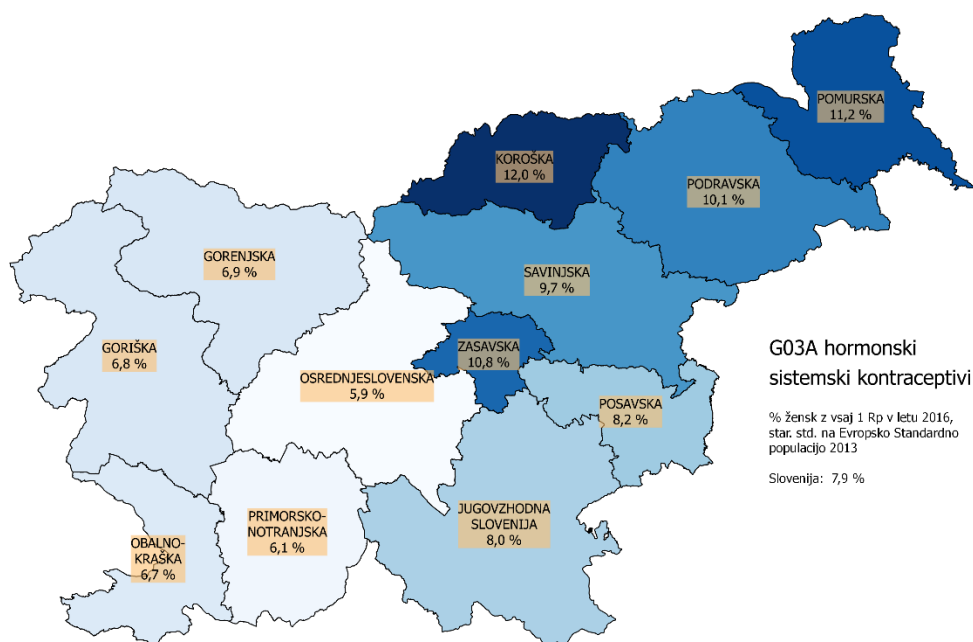 POMURSKA
11,2 %
KOROŠKA
12,0 %
PODRAVSKA
10,1 %
GORENJSKA
6,9 %
SAVINJSKA
9,7 %
GORIŠKA
6,8 %
ZASAVSKA
10,8 %
OSREDNJESLOVENSKA
5,9 %
POSAVSKA
8,2 %
JUGOVZHODNA
SLOVENIJA
8,0 %
PRIMORSKO-
NOTRANJSKA
6,1 %
OBALNO-
KRAŠKA
6,7 %
G03A hormonski
sistemski kontraceptivi
% žensk z vsaj 1 Rp v letu 2016,
star. std. na Evropsko Standardno
populacijo 2013
Slovenija: 7,9 %